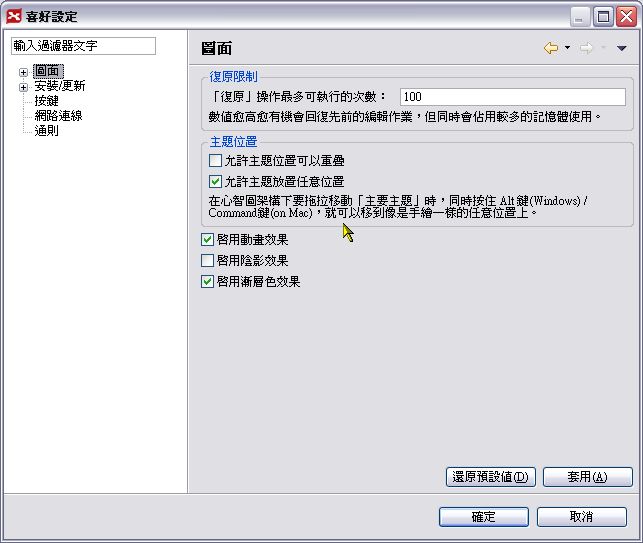 喜好設定
輸入過濾器文字
圖面
安裝/更新
按鍵
網路連線
通則
圖面
復原限制
「復原」操作最多可執行的次數：
100
數值愈高愈有機會回復先前的編輯作業，但同時會佔用較多的記憶體使用。
主題位置
允許主題位置可以重疊
允許主題放置任意位置
在心智圖架構下要拖拉移動「主要主題」時，同時按住 Alt 鍵(Windows) /
Command鍵(on Mac)，就可以移到像是手繪一樣的任意位置上。
啓用動畫效果
啓用陰影效果
啓用漸層色效果
還原預設值(D)
套用(A)
確定
取消